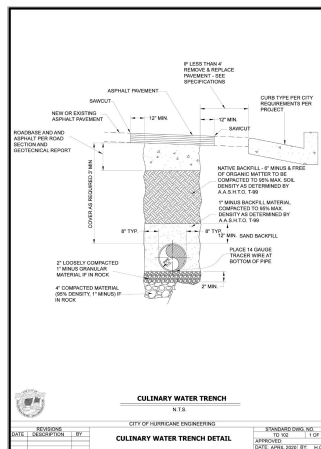 IF LESS THAN 4'
REMOVE & REPLACE
PAVEMENT - SEE
SPECIFICATIONS
ASPHALT PAVEMENT
SAWCUT
CURB TYPE PER CITY
REQUIREMENTS PER
PROJECT
NEW OR EXISTING
ASPHALT PAVEMENT
12" MIN.
12" MIN.
SAWCUT
ROADBASE AND AND
ASPHALT PER ROAD
SECTION AND
GEOTECNICAL REPORT
COVER AS REQUIRED 3' MIN
NATIVE BACKFILL - 6" MINUS & FREE
OF ORGANIC MATTER TO BE
COMPACTED TO 95% MAX. SOIL
DENSITY AS DETERMINED BY
A.A.S.H.T.O. T-99
1" MINUS BACKFILL MATERIAL
COMPACTED TO 95% MAX. SOIL
DENSITY AS DETERMINED BY
A.A.S.H.T.O. T-99
8" TYP.
8" TYP.
12" MIN. SAND BACKFILL
PLACE 14 GAUGE
TRACER WIRE AT
BOTTOM OF PIPE
2" LOOSELY COMPACTED
1" MINUS GRANULAR
MATERIAL IF IN ROCK
2" MIN.
4" COMPACTED MATERIAL
(95% DENSITY, 1" MINUS) IF
IN ROCK
CULINARY WATER TRENCH
N.T.S.
CITY OF HURRICANE ENGINEERING
REVISIONS
DATE DESCRIPTION BY
CULINARY WATER TRENCH DETAIL
STANDARD DWG. NO.
TD 102 1 OF
APPROVED:
DATE: APRIL 2020 BY: